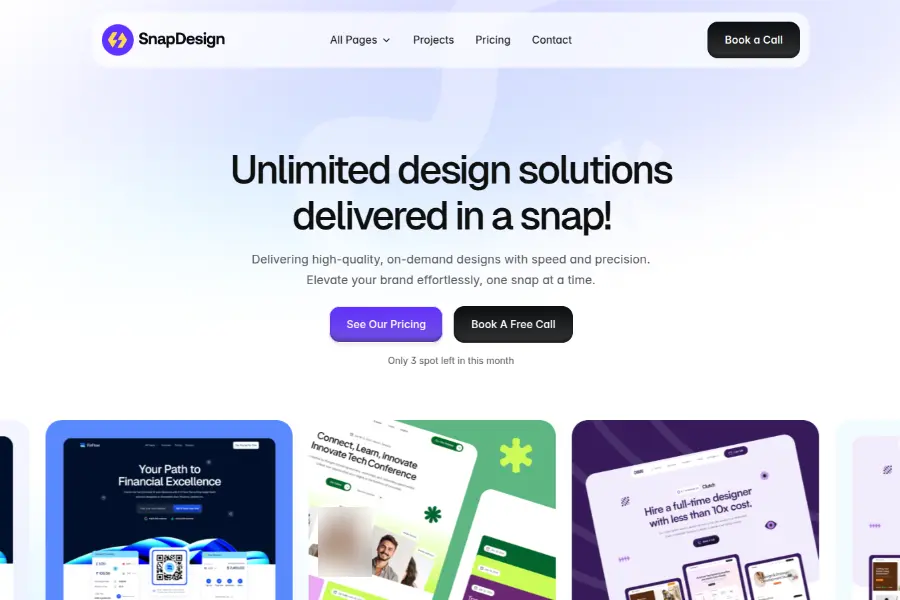 SnapDesign
All Pages
Projects
Pricing
Contact
Book a Call
Unlimited design solutions
delivered in a snap!
Delivering high-quality, on-demand designs with speed and precision.
Elevate your brand effortlessly, one snap at a time.
See Our Pricing
Book A Free Call
Only 3 spot left in this month
Your Path to
Financial Excellence
Connect, Learn, innovate
Innovate Tech Conference
Clutch
Hire a full-time designer
with less than 10x cost.